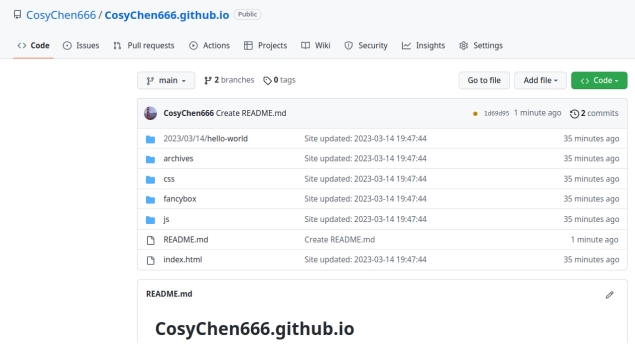 CosyChen666 / CosyChen666.github.io Public
Code Issues Pull requests Actions Projects Wiki Security Insights Settings
main 2 branches 0 tags Go to file Add file Code
CosyChen666 Create README.md 1d69d95 1 minute ago 2 commits
2023/03/14/hello-world Site updated: 2023-03-14 19:47:44 35 minutes ago
archives Site updated: 2023-03-14 19:47:44 35 minutes ago
css Site updated: 2023-03-14 19:47:44 35 minutes ago
fancybox Site updated: 2023-03-14 19:47:44 35 minutes ago
js Site updated: 2023-03-14 19:47:44 35 minutes ago
README.md Create README.md 1 minute ago
index.html Site updated: 2023-03-14 19:47:44 35 minutes ago
README.md
CosyChen666.github.io